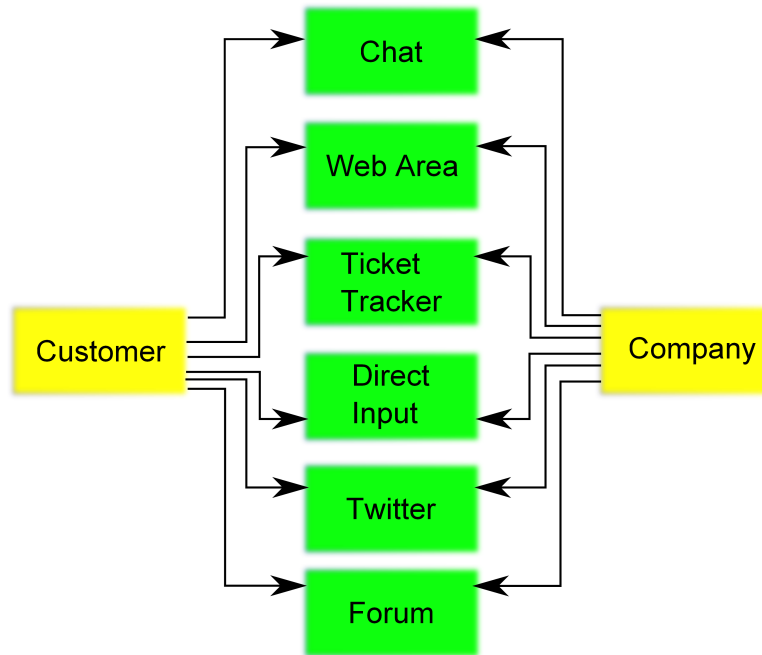 Chat
Web Area
Ticket
Tracker
Customer
Company
Direct
Input
Twitter
Forum